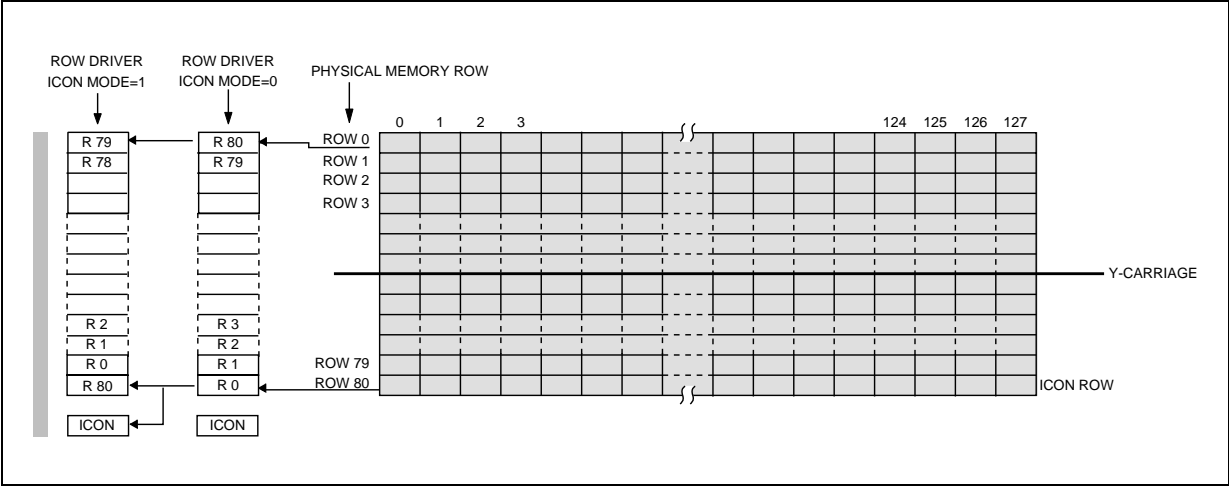 ROW DRIVER
ICON MODE=1
ROW DRIVER
ICON MODE=0
PHYSICAL MEMORY ROW
0 1 2 3 124 125 126 127
R 79 R 80 ROW 0
R 78 R 79 ROW 1
ROW 2
ROW 3
Y-CARRIAGE
R 2 R 3
R 1 R 2
R 0 R 1 ROW 79
R 80 R 0 ROW 80 ICON ROW
ICON ICON